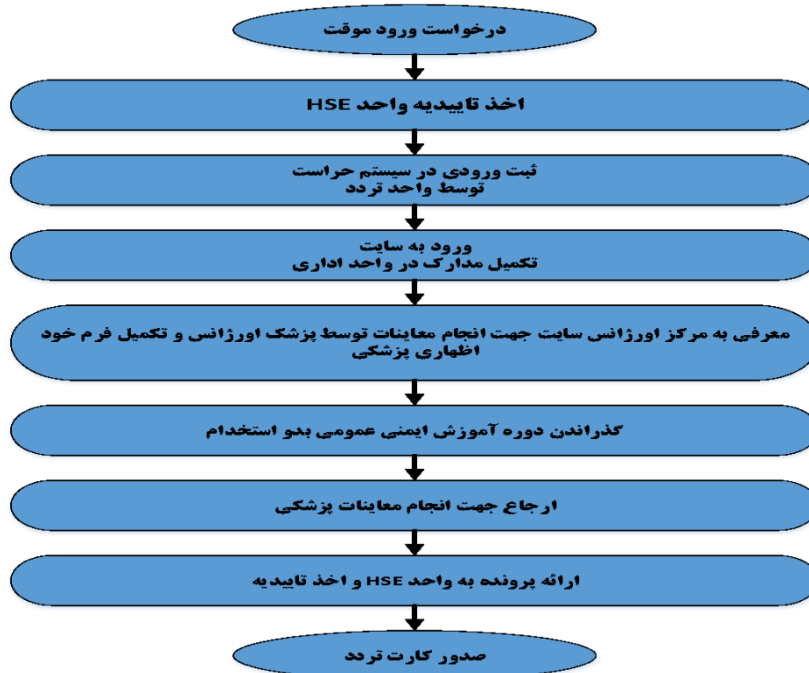 درخواست ورود موقت
اخذ تاییدیه واحد HSE
ثبت ورودی در سیستم حراست
توسط واحد تردد
ورود به سایت
تکمیل مدارک در واحد اداری
معرفی به مرکز اورژانس سایت جهت انجام معاینات توسط پزشک اورژانس و تکمیل فرم خود
اظهاری پزشکی
گذراندن دوره آموزش ایمنی عمومی بدو استخدام
ارجاع جهت انجام معاینات پزشکی
ارائه پرونده به واحد HSE و اخذ تاییدیه
صدور کارت تردد